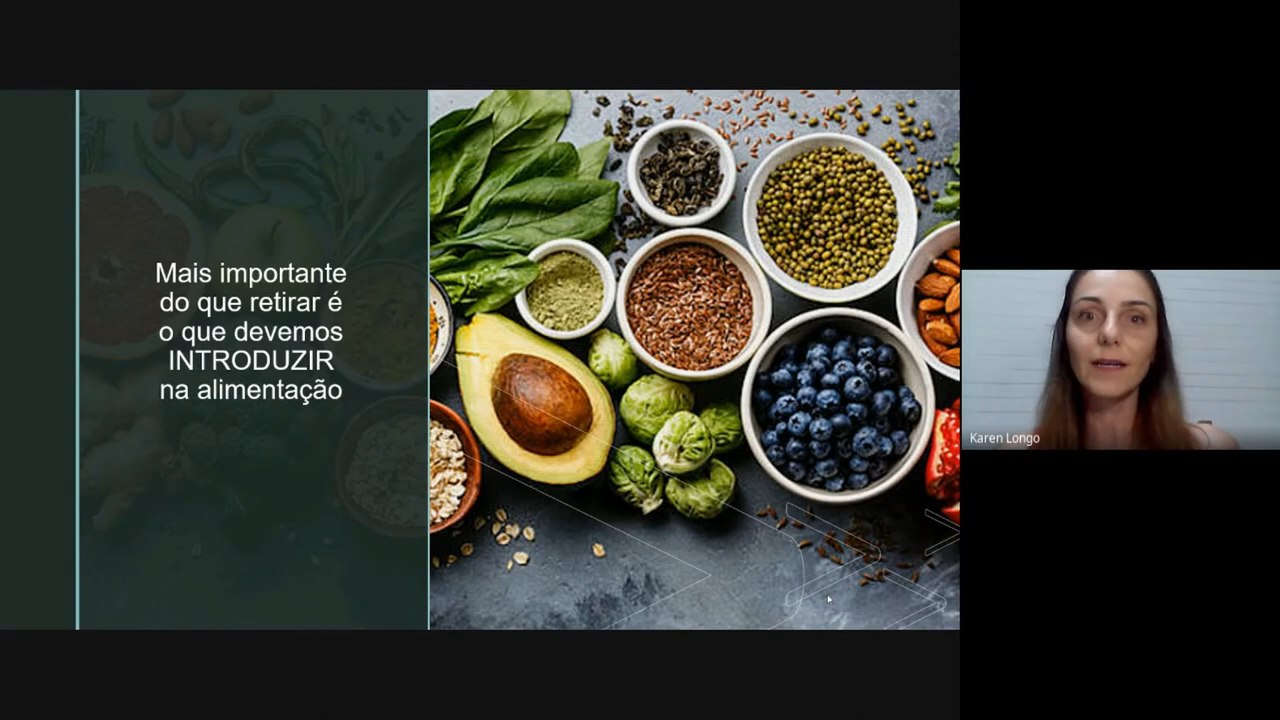 Mais importante
do que retirar é
o que devemos
INTRODUZIR
na alimentação
Karen Longo